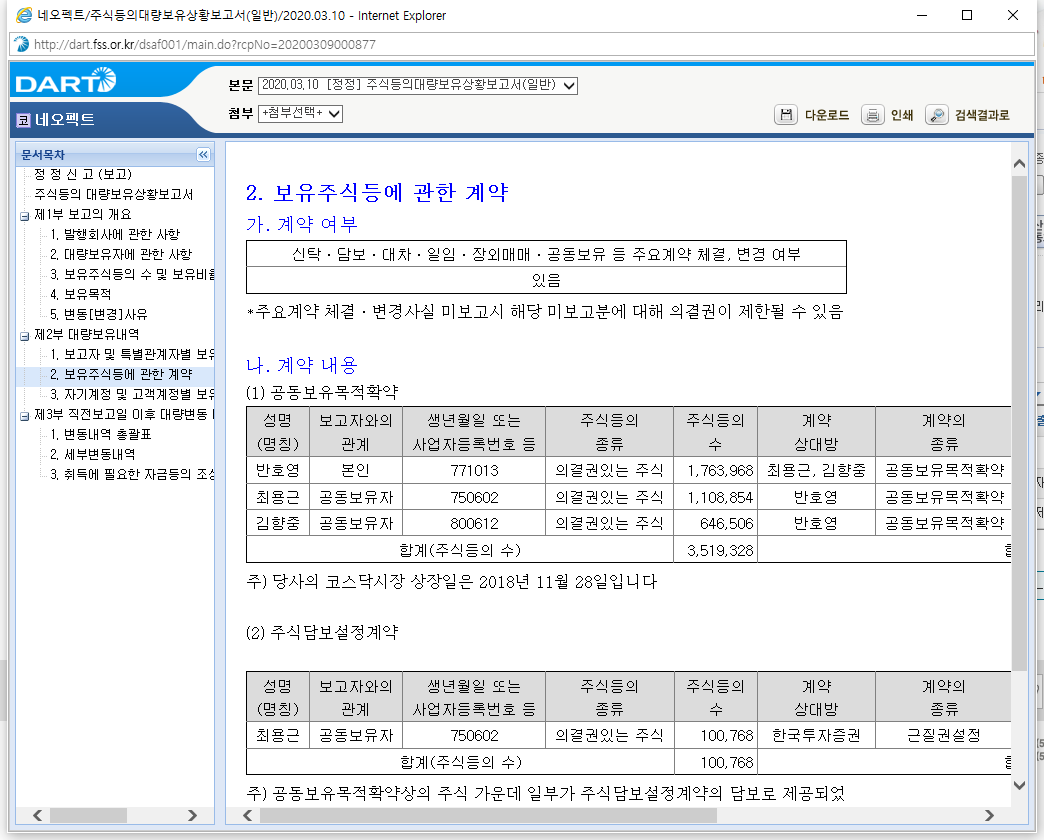 네오펙트/주식등의대량보유상황보고서(일반)/2020.03.10 - Internet Explorer
http://dart.fss.or.kr/dsaf001/main.do?rcpNo=20200309000877
DART
본문 2020.03.10 [정정] 주식등의대량보유상황보고서(일반)
코 네오펙트
첨부 +첨부선택+
다운로드 인쇄 검색결과로
문서목차
정 정 신 고 (보고)
주식등의 대량보유상황보고서
제1부 보고의 개요
1. 발행회사에 관한 사항
2. 대량보유자에 관한 사항
3. 보유주식등의 수 및 보유비율
4. 보유목적
5. 변동[변경]사유
제2부 대량보유내역
1. 보고자 및 특별관계자별 보유
2. 보유주식등에 관한 계약
3. 자기계정 및 고객계정별 보유
제3부 직전보고일 이후 대량변동
1. 변동내역 총괄표
2. 세부변동내역
3. 취득에 필요한 자금등의 조성
2. 보유주식등에 관한 계약
가. 계약 여부
신탁·담보·대차·일임·장외매매·공동보유 등 주요계약 체결, 변경 여부
있음
*주요계약 체결·변경사실 미보고시 해당 미보고분에 대해 의결권이 제한될 수 있음
나. 계약 내용
(1) 공동보유목적확약
성명 보고자와의 생년월일 또는 주식등의 주식등의 계약 계약의
(명칭) 관계 사업자등록번호 등 종류 수 상대방 종류
반호영 본인 771013 의결권있는 주식 1,763,968 최용근, 김향중 공동보유목적확약
최용근 공동보유자 750602 의결권있는 주식 1,108,854 반호영 공동보유목적확약
김향중 공동보유자 800612 의결권있는 주식 646,506 반호영 공동보유목적확약
합계(주식등의 수) 3,519,328
주) 당사의 코스닥시장 상장일은 2018년 11월 28일입니다
(2) 주식담보설정계약
성명 보고자와의 생년월일 또는 주식등의 주식등의 계약 계약의
(명칭) 관계 사업자등록번호 등 종류 수 상대방 종류
최용근 공동보유자 750602 의결권있는 주식 100,768 한국투자증권 근질권설정
합계(주식등의 수) 100,768
주) 공동보유목적확약상의 주식 가운데 일부가 주식담보설정계약의 담보로 제공되었